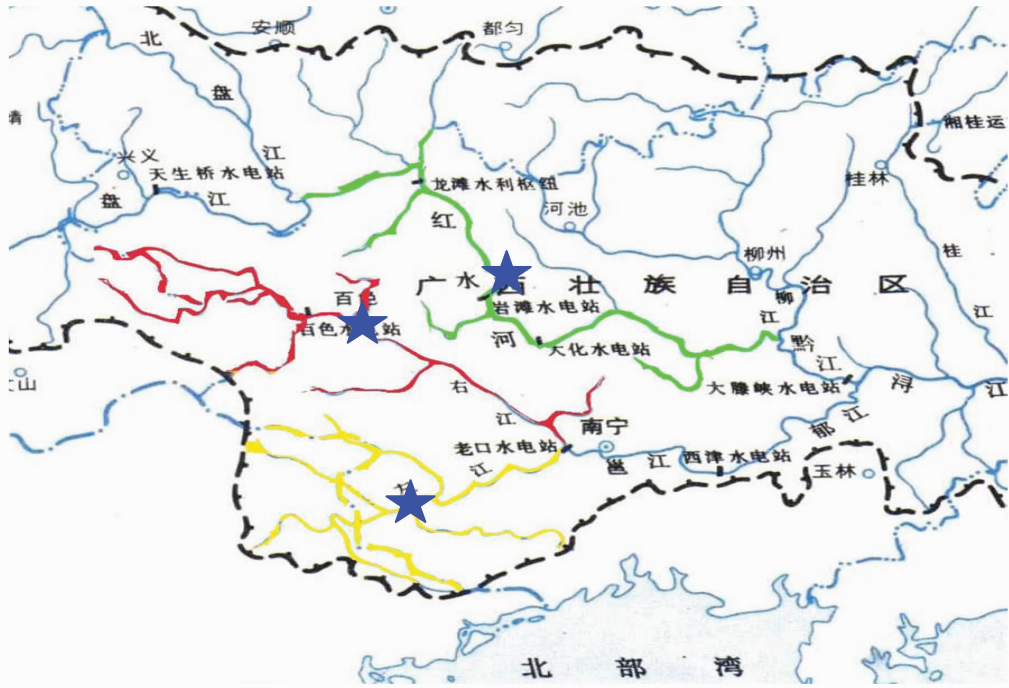 安顺
都匀
北
盘
江
兴义
天生桥水电站
盘
江
龙滩水利枢纽
红
河池
湘桂运
桂林
柳州
桂
江
广
水
西
壮
族
自
治
区
百色
百色水
站
岩滩水电站
河
大化水电站
柳
江
黔
江
大藤峡水电站
浔
江
山
右
江
南宁
老口水电站
江
邕
江
西津水电站
郁
江
玉林
北部湾